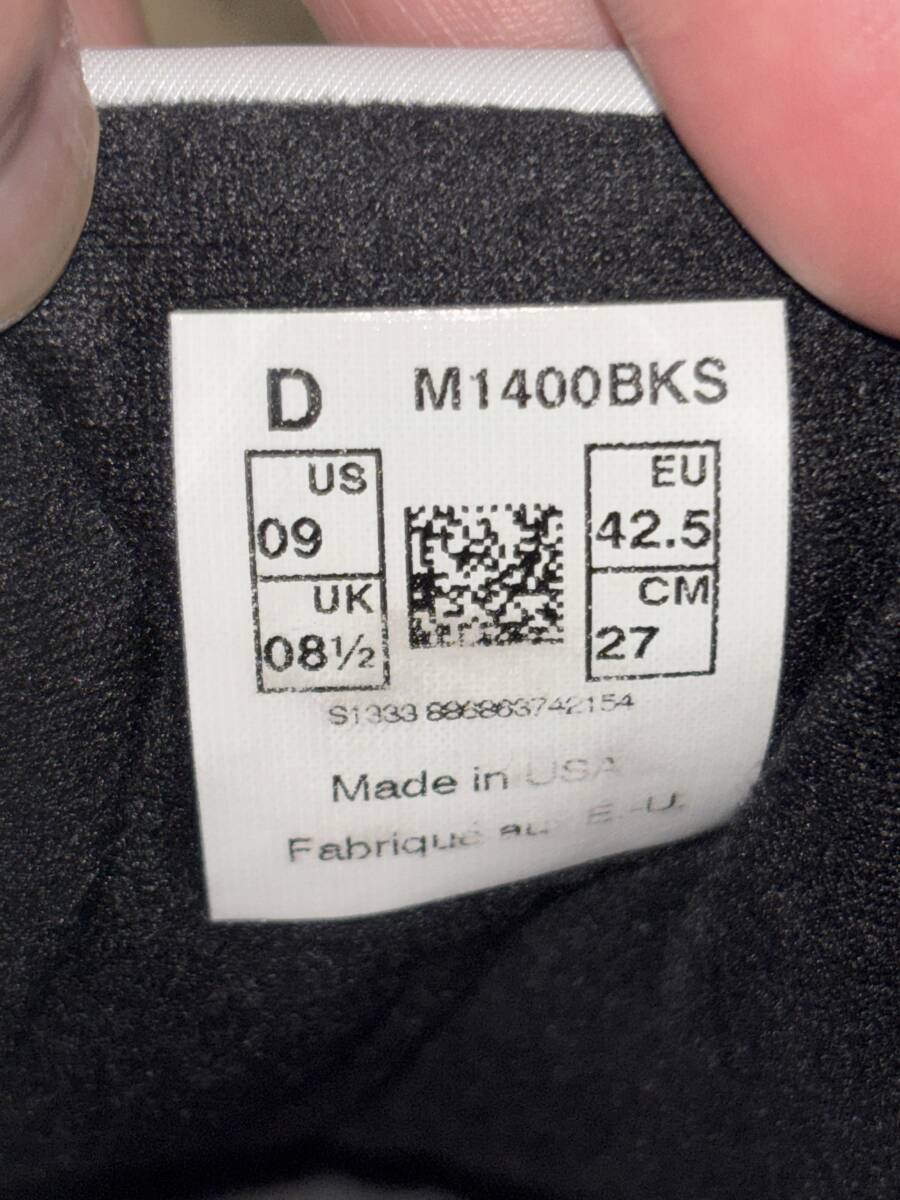 D M1400BKS
US
09
UK
08½
EU
42.5
CM
27
S1333 886863742154
Made in USA
Fabriqué aux E.-U.